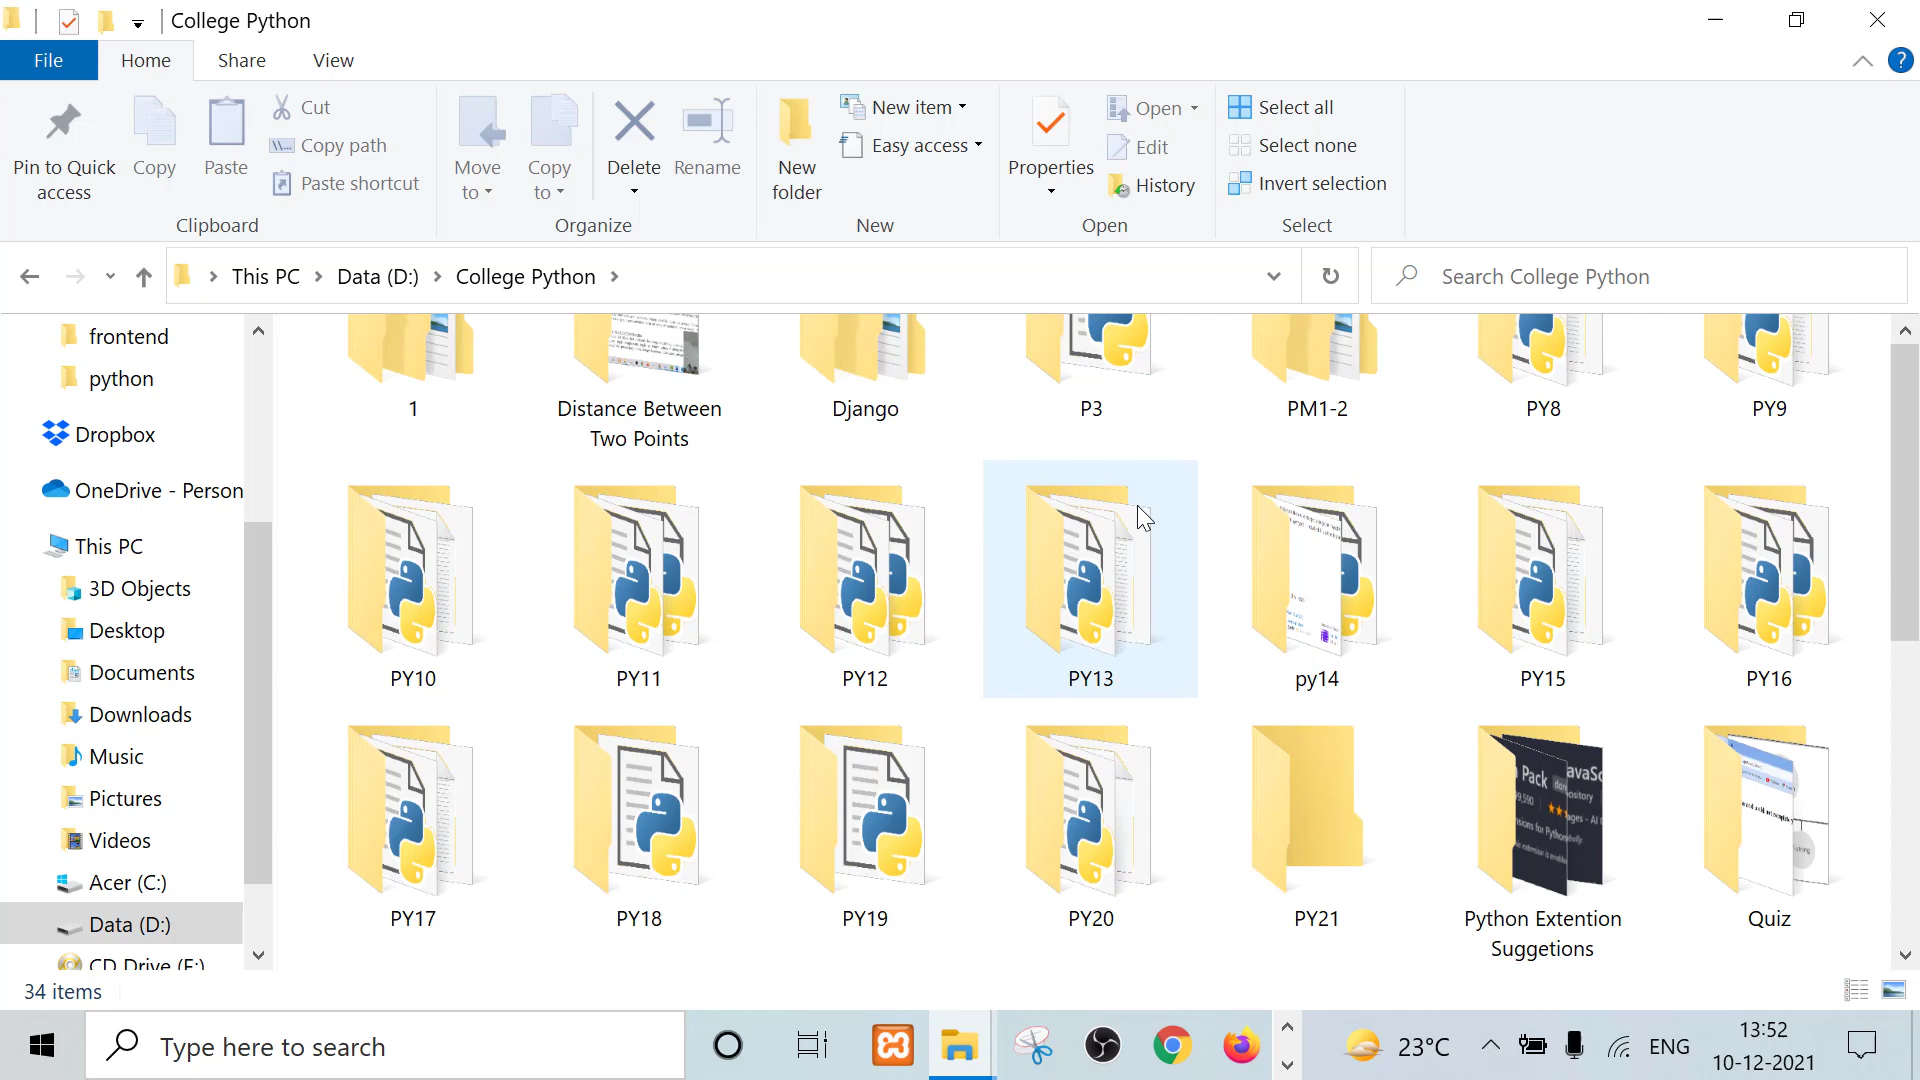 College Python
File Home Share View
Pin to Quick access
Copy
Paste
Cut
Copy path
Paste shortcut
Clipboard
Move to
Copy to
Delete
Rename
Organize
New folder
New item
Easy access
New
Properties
Open
Edit
History
Open
Select all
Select none
Invert selection
Select
This PC > Data (D:) > College Python >
Search College Python
frontend
python
Dropbox
OneDrive - Person
This PC
3D Objects
Desktop
Documents
Downloads
Music
Pictures
Videos
Acer (C:)
Data (D:)
CD Drive (F:)
1
Distance Between
Two Points
Django
P3
PM1-2
PY8
PY9
PY10
PY11
PY12
PY13
py14
PY15
PY16
PY17
PY18
PY19
PY20
PY21
Python Extention
Suggetions
Quiz
34 items
Type here to search
23°C
ENG
13:52
10-12-2021